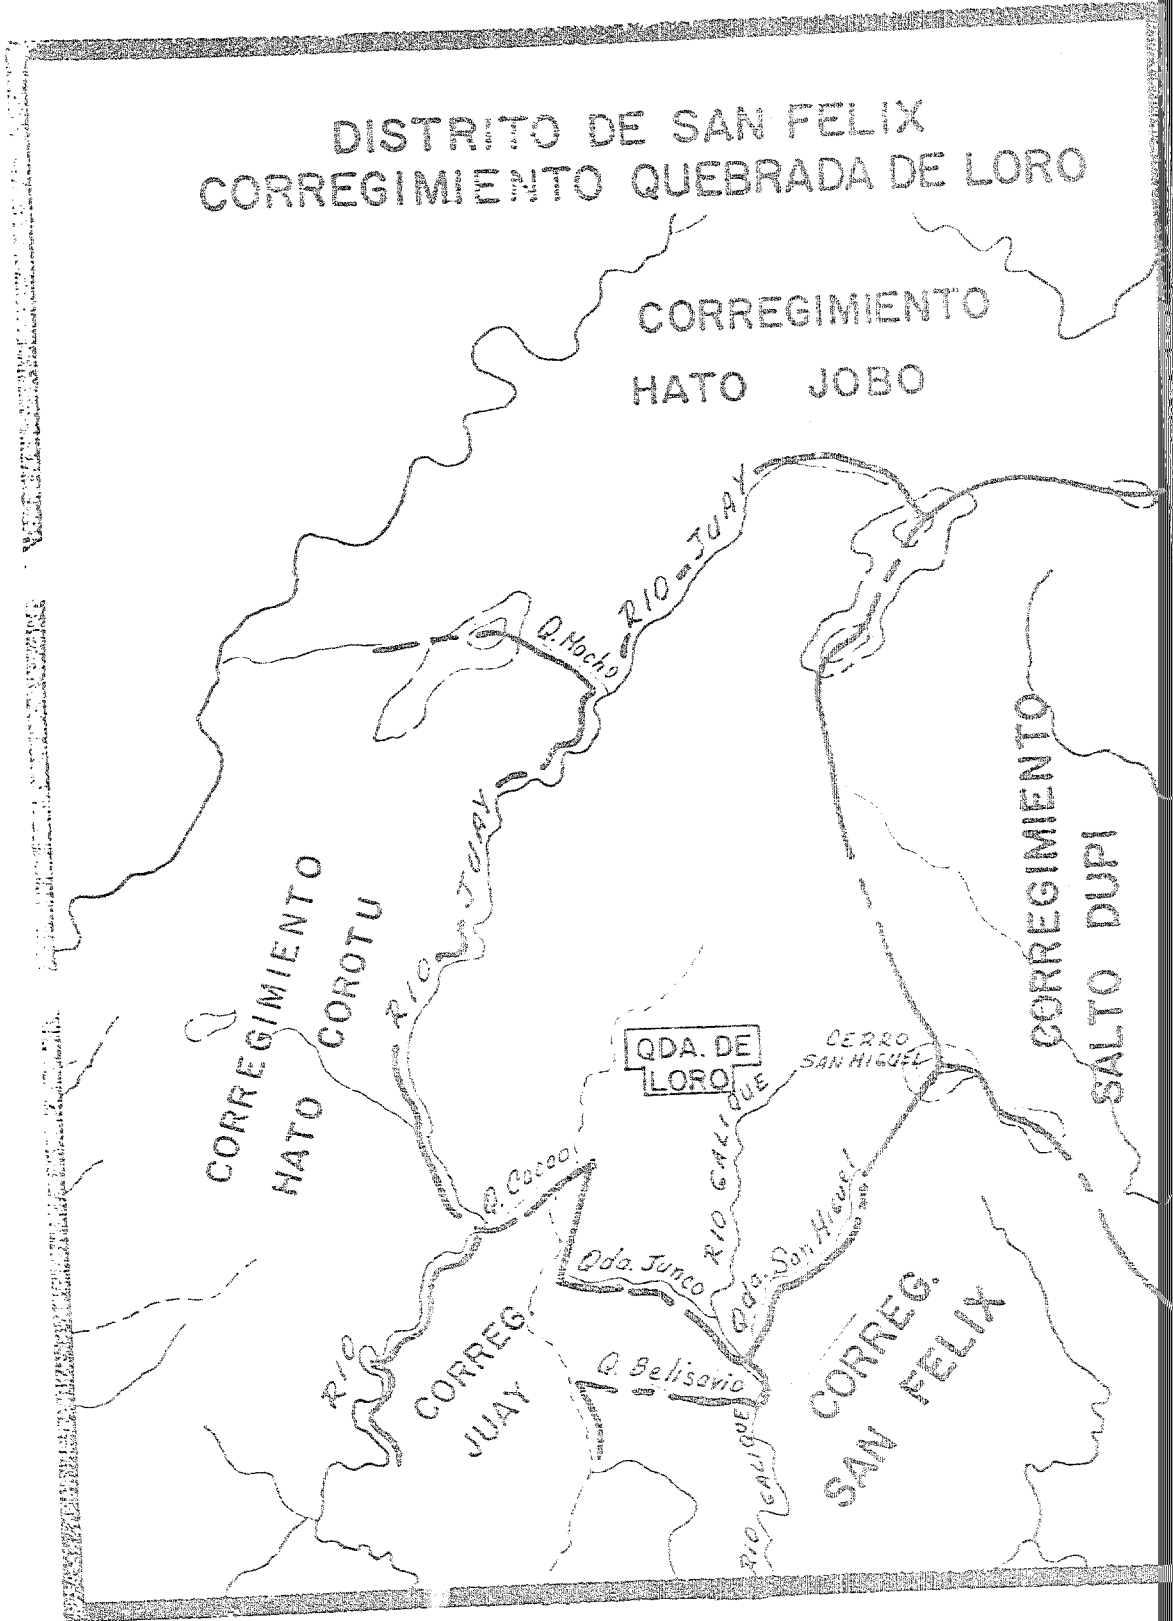 DISTRITO DE SAN FELIX
CORREGIMIENTO QUEBRADA DE LORO
CORREGIMIENTO
HATO JOBO
RIO JUAY
Q. Mocho
CORREGIMIENTO
SALTO DUPI
RIO JUAY
CORREGIMIENTO
HATO COROTU
QDA. DE
LORO
CERRO
SAN MIGUEL
RIO GALIQUE
Q. Cocoa
Qda. San Miguel
Qda. Junco
RIO
CORREG.
JUAY
Q. Belisario
CORREG.
SAN FELIX
RIO GALIQUE